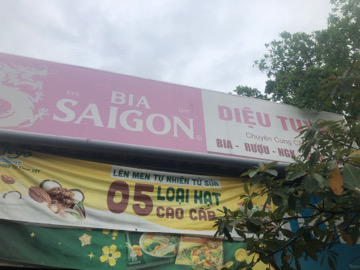 BIA
SAIGON
DIỆU
Chuyên Cung
BIA - RƯỢU - NGK
LÊN MEN TỰ NHIÊN TỪ SỮA
05 LOẠI HẠT
CAO CẤP